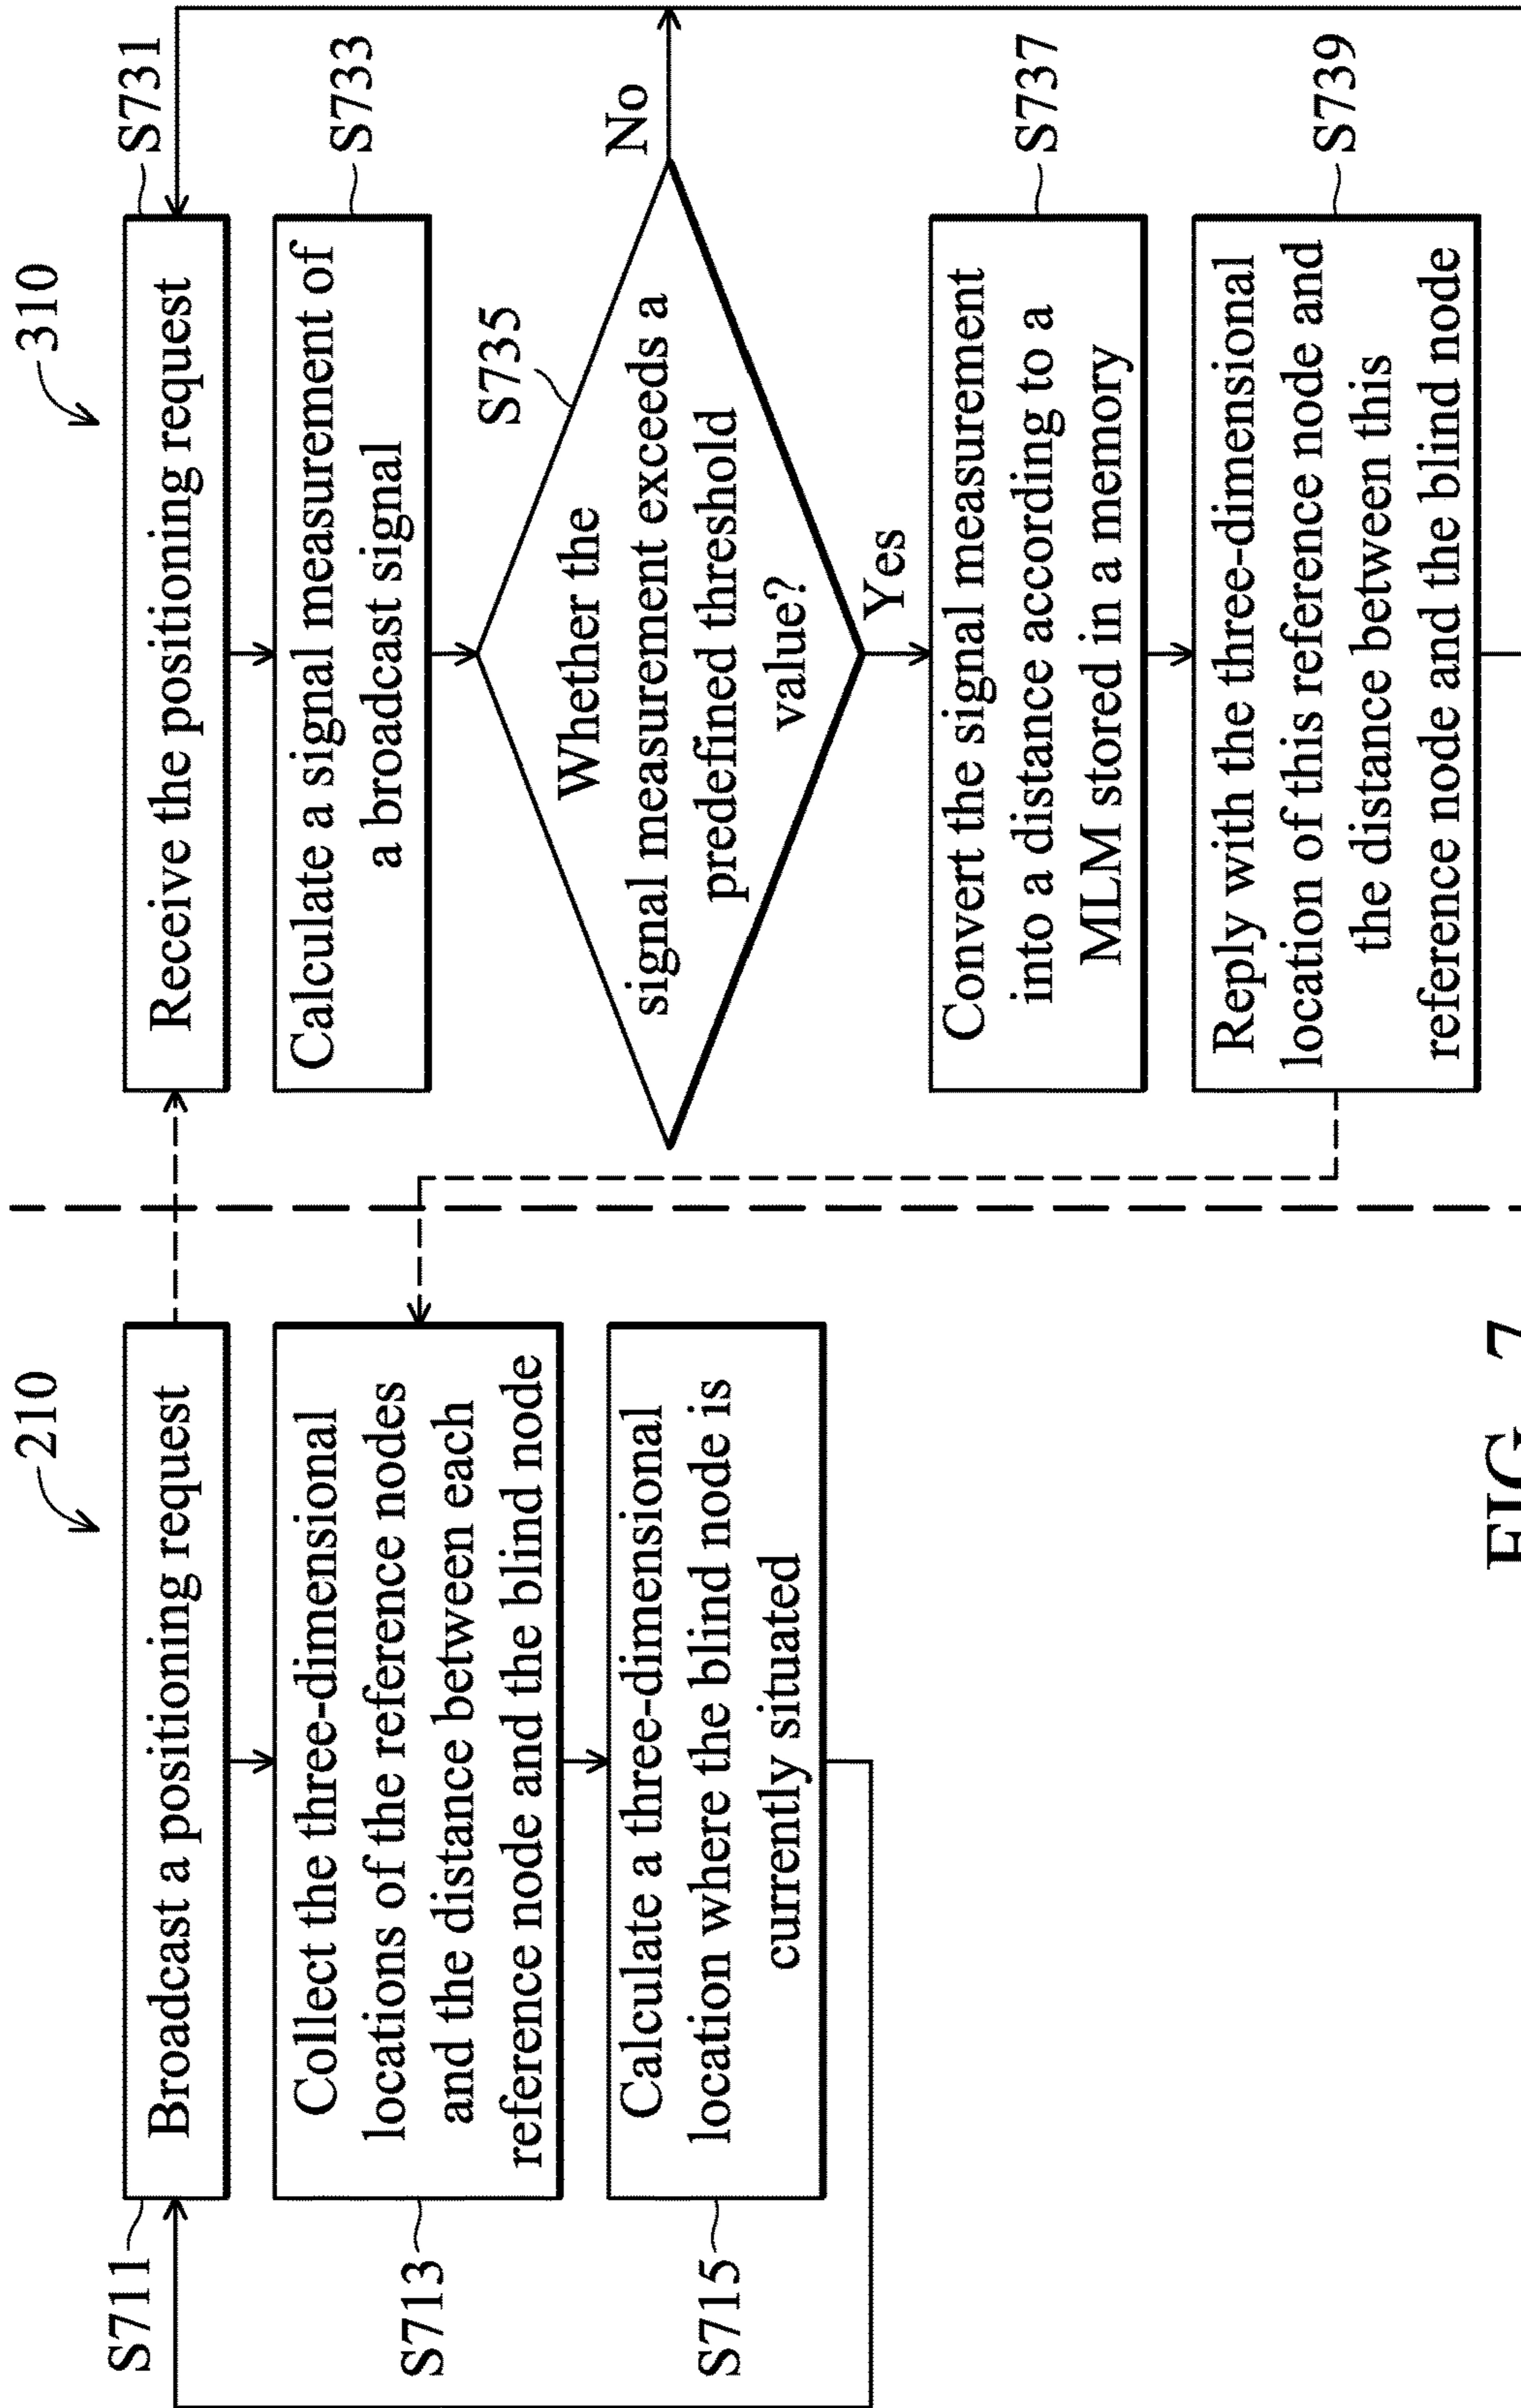 210
S711
Broadcast a positioning request
S713
Collect the three-dimensional
locations of the reference nodes
and the distance between each
reference node and the blind node
S715
Calculate a three-dimensional
location where the blind node is
currently situated
310
S731
Receive the positioning request
S733
Calculate a signal measurement of
a broadcast signal
S735
Whether the
signal measurement exceeds a
predefined threshold
value?
No
Yes
S737
Convert the signal measurement
into a distance according to a
MLM stored in a memory
S739
Reply with the three-dimensional
location of this reference node and
the distance between this
reference node and the blind node
FIG. 7